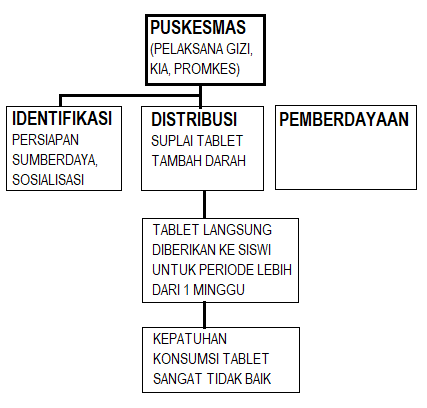 PUSKESMAS
(PELAKSANA GIZI,
KIA, PROMKES)
IDENTIFIKASI
PERSIAPAN
SUMBERDAYA,
SOSIALISASI
DISTRIBUSI
SUPLAI TABLET
TAMBAH DARAH
PEMBERDAYAAN
TABLET LANGSUNG
DIBERIKAN KE SISWI
UNTUK PERIODE LEBIH
DARI 1 MINGGU
KEPATUHAN
KONSUMSI TABLET
SANGAT TIDAK BAIK